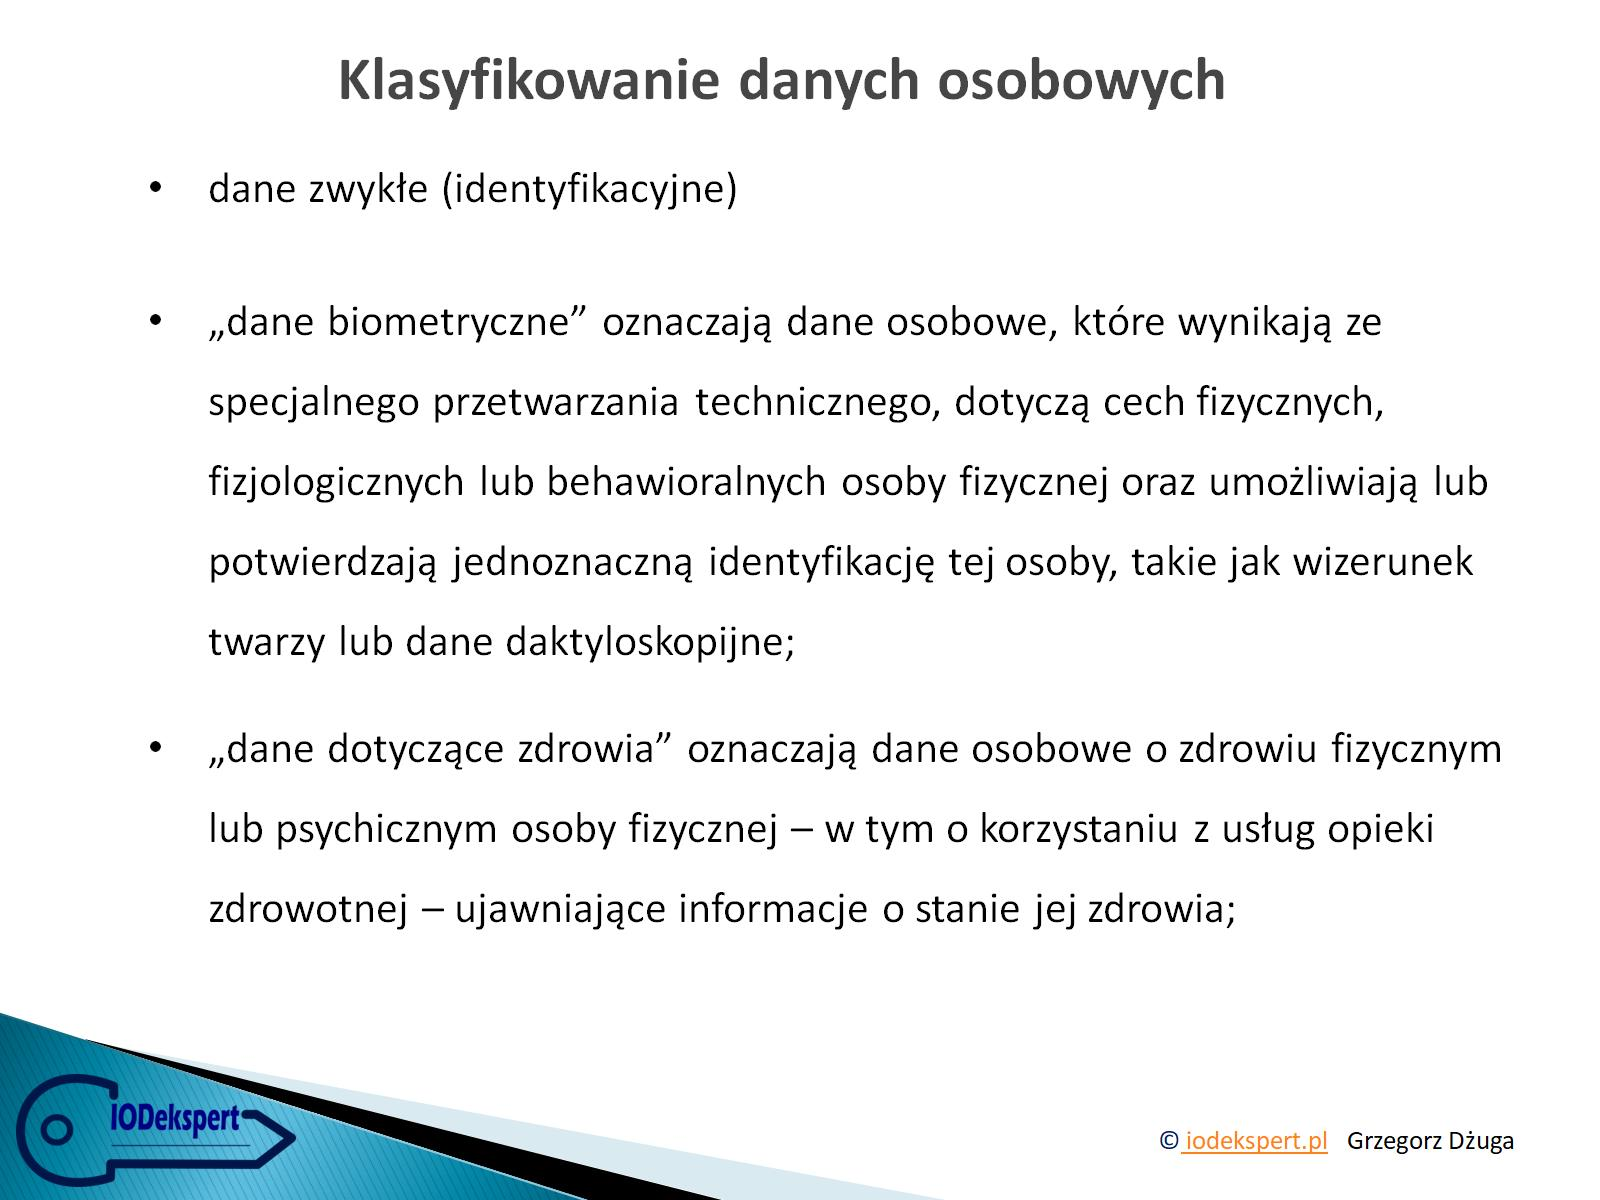 Klasyfikowanie danych osobowych
• dane zwykłe (identyfikacyjne)
• „dane biometryczne” oznaczają dane osobowe, które wynikają ze
specjalnego przetwarzania technicznego, dotyczą cech fizycznych,
fizjologicznych lub behawioralnych osoby fizycznej oraz umożliwiają lub
potwierdzają jednoznaczną identyfikację tej osoby, takie jak wizerunek
twarzy lub dane daktyloskopijne;
• „dane dotyczące zdrowia” oznaczają dane osobowe o zdrowiu fizycznym
lub psychicznym osoby fizycznej – w tym o korzystaniu z usług opieki
zdrowotnej – ujawniające informacje o stanie jej zdrowia;
IODekspert
© iodekspert.pl Grzegorz Dżuga